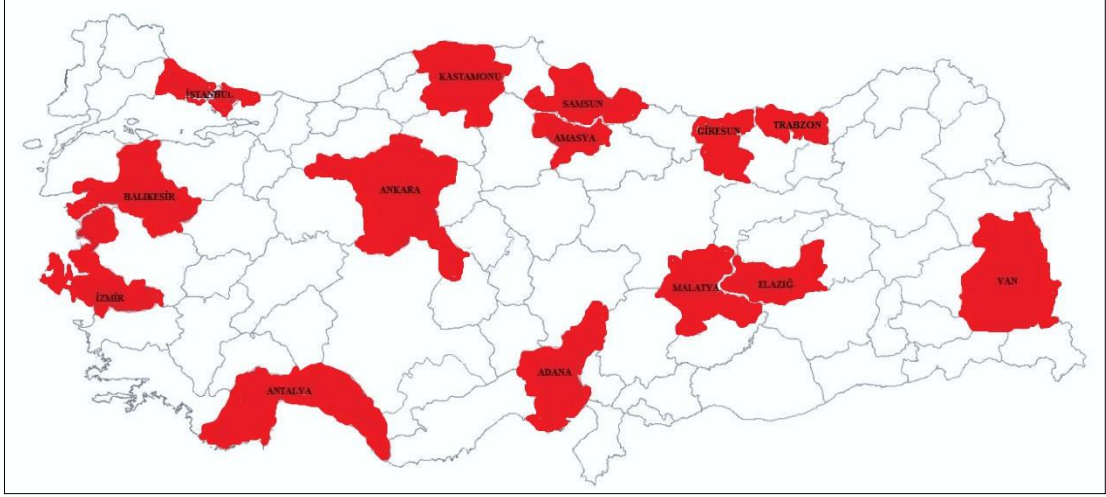 KASTAMONU
İSTANBUL
SAMSUN
TRABZON
GİRESUN
AMASYA
ANKARA
BALIKESİR
VAN
ELAZIĞ
MALATYA
İZMİR
ADANA
ANTALYA